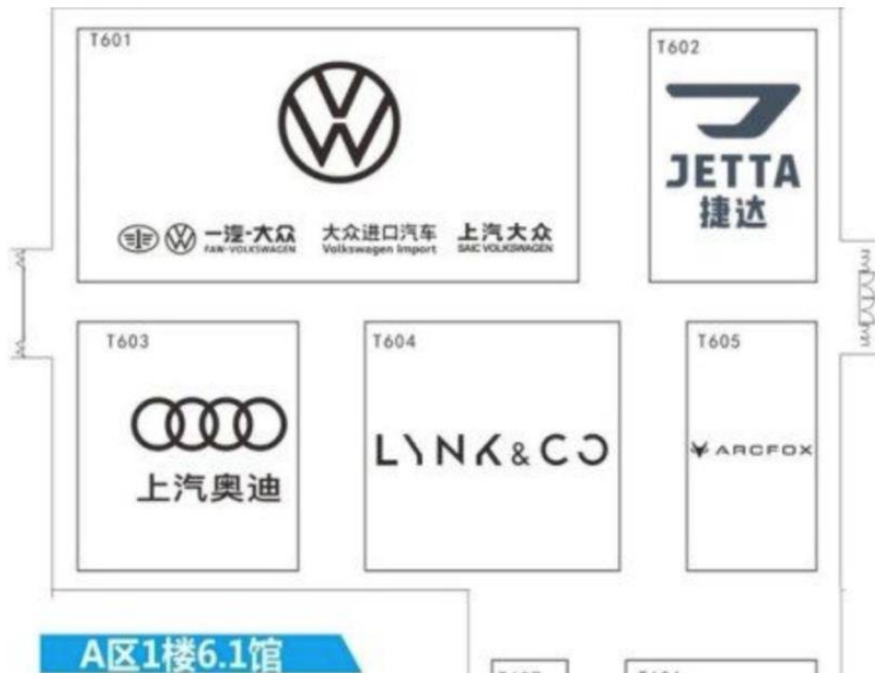 T601
T602
一汽-大众
FAW-VOLKSWAGEN
大众进口汽车
Volkswagen Import
上汽大众
SAIC VOLKSWAGEN
JETTA
捷达
T603
T604
T605
上汽奥迪
LYNK & CO
ARCFOX
A区1楼6.1馆